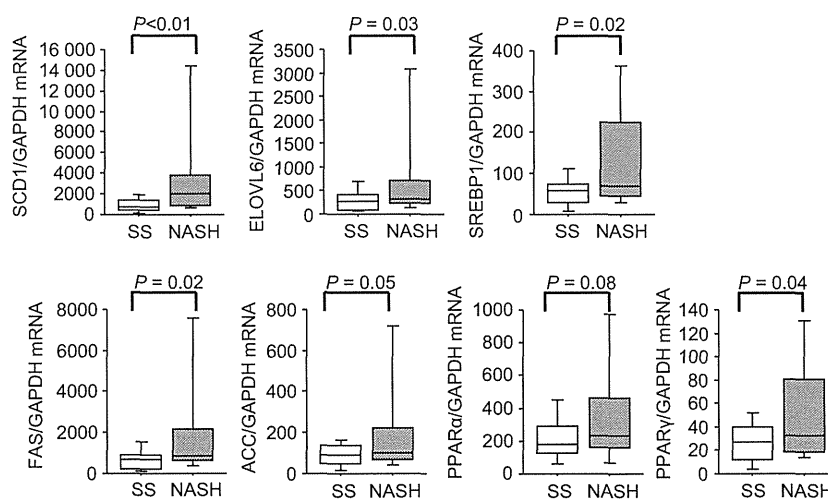 P<0.01
SCD1/GAPDH mRNA
16 000
14 000
12 000
10 000
8000
6000
4000
2000
0
SS NASH
P = 0.03
ELOVL6/GAPDH mRNA
3500
3000
2500
2000
1500
1000
500
0
SS NASH
P = 0.02
SREBP1/GAPDH mRNA
400
300
200
100
0
SS NASH
P = 0.02
FAS/GAPDH mRNA
8000
6000
4000
2000
0
SS NASH
P = 0.05
ACC/GAPDH mRNA
800
600
400
200
0
SS NASH
P = 0.08
PPARα/GAPDH mRNA
1000
800
600
400
200
0
SS NASH
P = 0.04
PPARγ/GAPDH mRNA
140
120
100
80
60
40
20
0
SS NASH